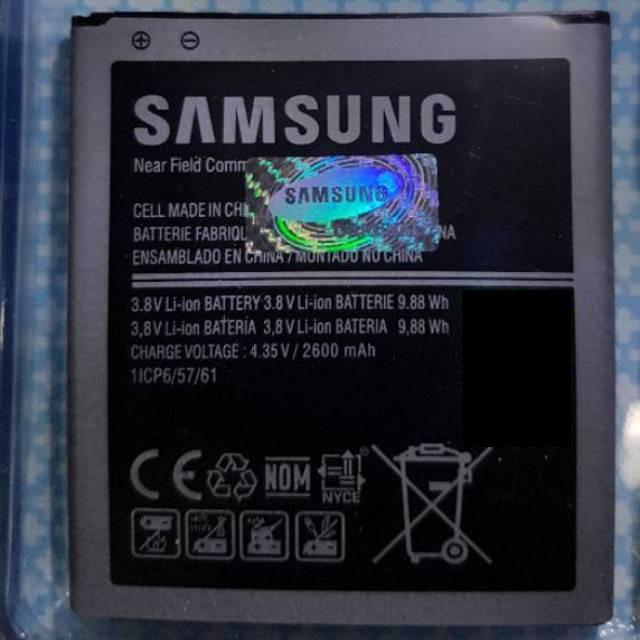 ⊕ ⊖
SAMSUNG
Near Field Comm
SAMSUNG
CELL MADE IN CHI
BATTERIE FABRIQU NA
ENSAMBLADO EN CHINA / MONTADO NO CHINA
3.8 V Li-ion BATTERY 3.8 V Li-ion BATTERIE 9.88 Wh
3,8 V Li-ion BATERÍA 3,8 V Li-ion BATERIA 9,88 Wh
CHARGE VOLTAGE : 4.35 V / 2600 mAh
1ICP6/57/61
CE NOM NYCE